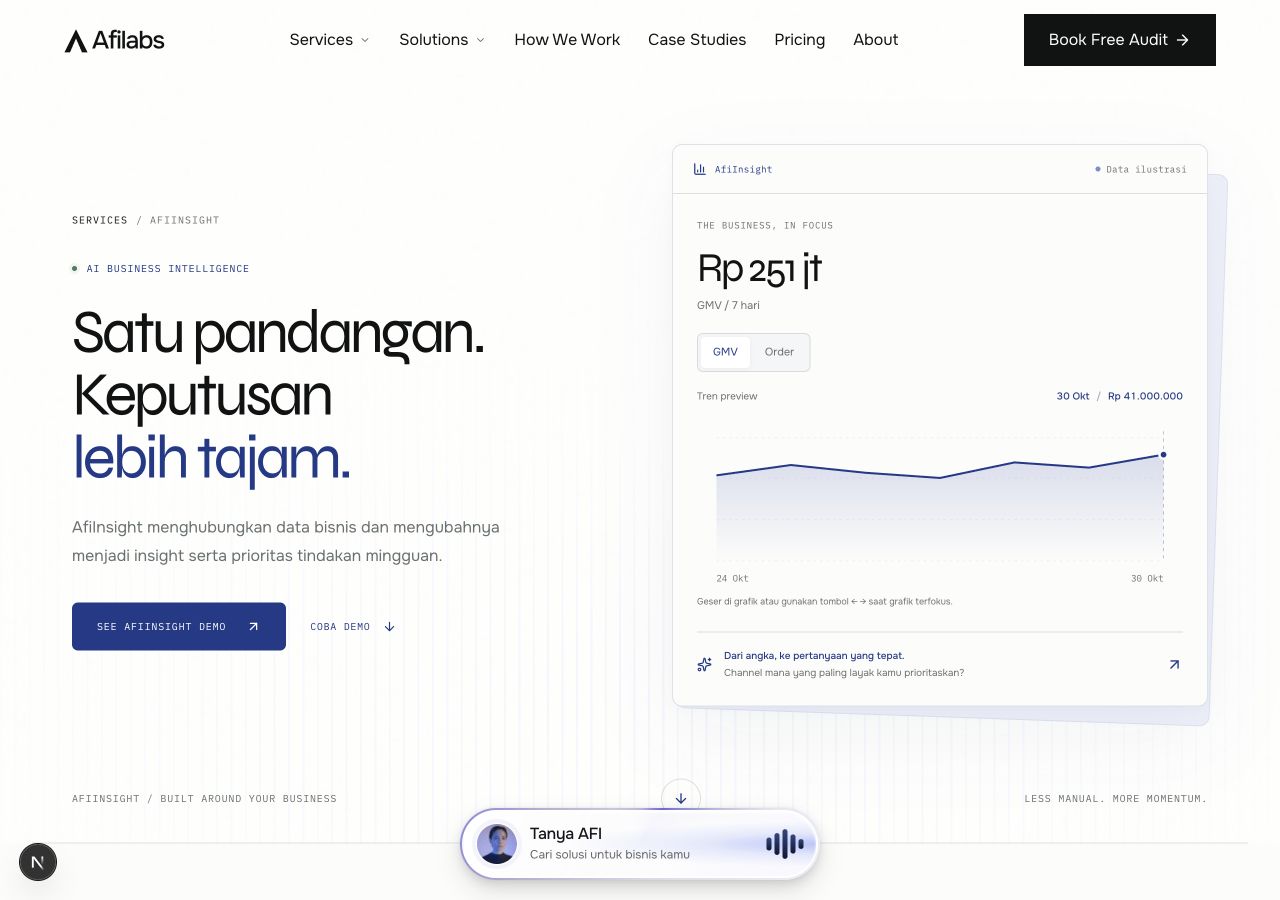 Afilabs
Services
Solutions
How We Work
Case Studies
Pricing
About
Book Free Audit →
SERVICES / AFIINSIGHT
AI BUSINESS INTELLIGENCE
Satu pandangan.
Keputusan
lebih tajam.
AfiInsight menghubungkan data bisnis dan mengubahnya
menjadi insight serta prioritas tindakan mingguan.
SEE AFIINSIGHT DEMO
COBA DEMO
AfiInsight
Data ilustrasi
THE BUSINESS, IN FOCUS
Rp 251 jt
GMV / 7 hari
GMV
Order
Tren preview
30 Okt / Rp 41.000.000
24 Okt
30 Okt
Geser di grafik atau gunakan tombol ← → saat grafik terfokus.
Dari angka, ke pertanyaan yang tepat.
Channel mana yang paling layak kamu prioritaskan?
AFIINSIGHT / BUILT AROUND YOUR BUSINESS
LESS MANUAL. MORE MOMENTUM.
Tanya AFI
Cari solusi untuk bisnis kamu
N